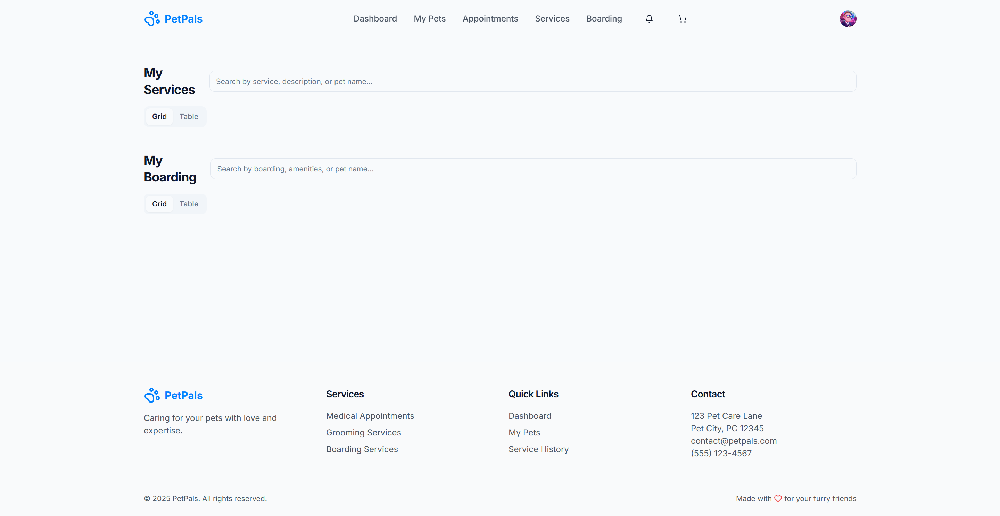 PetPals
Dashboard My Pets Appointments Services Boarding
My
Services
Search by service, description, or pet name...
Grid Table
My
Boarding
Search by boarding, amenities, or pet name...
Grid Table
PetPals
Caring for your pets with love and
expertise.
Services
Medical Appointments
Grooming Services
Boarding Services
Quick Links
Dashboard
My Pets
Service History
Contact
123 Pet Care Lane
Pet City, PC 12345
contact@petpals.com
(555) 123-4567
© 2025 PetPals. All rights reserved.
Made with for your furry friends